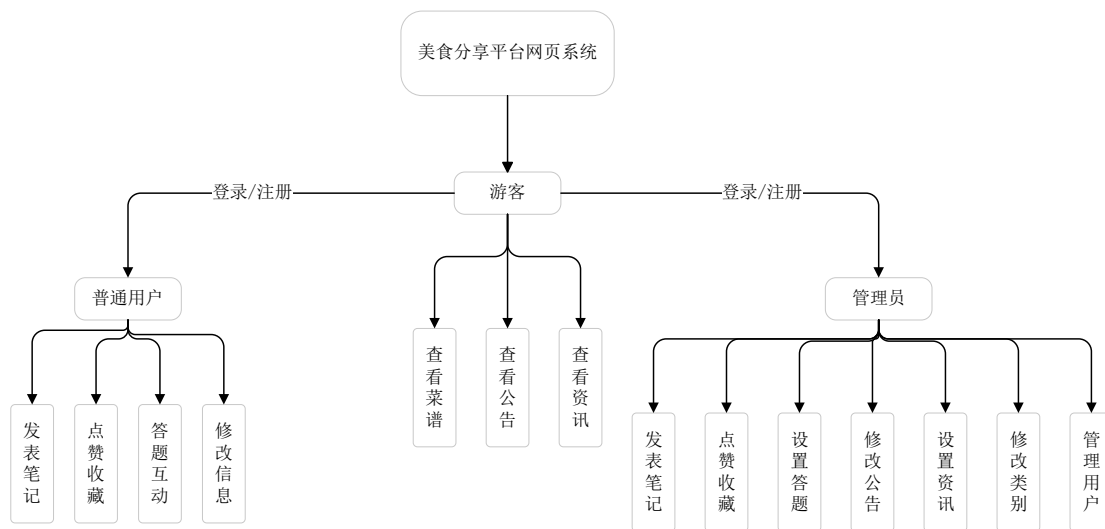 美食分享平台网页系统
登录/注册
游客
登录/注册
普通用户
管理员
查看菜谱
查看公告
查看资讯
发表笔记
点赞收藏
答题互动
修改信息
发表笔记
点赞收藏
设置答题
修改公告
设置资讯
修改类别
管理用户